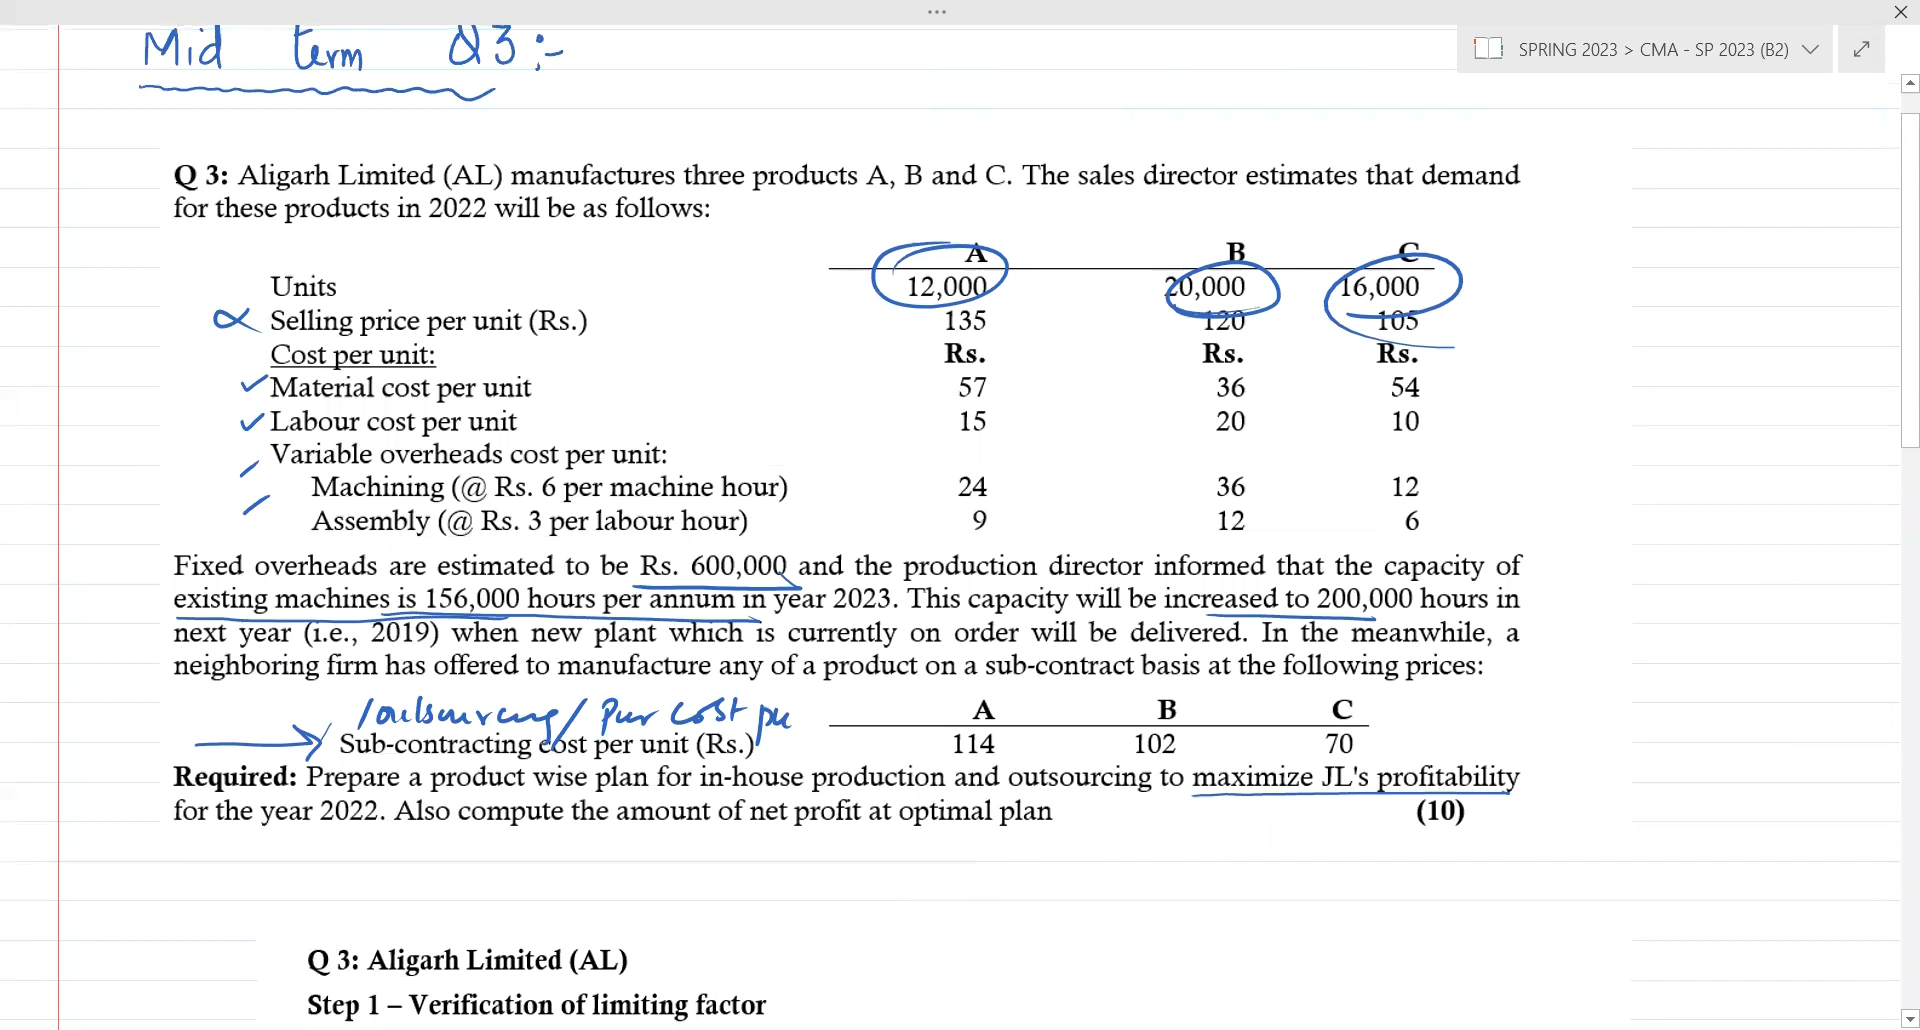 ...
SPRING 2023 > CMA - SP 2023 (B2)
Mid term Q3:-
Q 3: Aligarh Limited (AL) manufactures three products A, B and C. The sales director estimates that demand
for these products in 2022 will be as follows:
A B C
Units 12,000 20,000 16,000
Selling price per unit (Rs.) 135 120 105
Cost per unit: Rs. Rs. Rs.
Material cost per unit 57 36 54
Labour cost per unit 15 20 10
Variable overheads cost per unit:
Machining (@ Rs. 6 per machine hour) 24 36 12
Assembly (@ Rs. 3 per labour hour) 9 12 6
Fixed overheads are estimated to be Rs. 600,000 and the production director informed that the capacity of
existing machines is 156,000 hours per annum in year 2023. This capacity will be increased to 200,000 hours in
next year (i.e., 2019) when new plant which is currently on order will be delivered. In the meanwhile, a
neighboring firm has offered to manufacture any of a product on a sub-contract basis at the following prices:
/outsourcing/ Pur cost pu
A B C
Sub-contracting cost per unit (Rs.) 114 102 70
Required: Prepare a product wise plan for in-house production and outsourcing to maximize JL's profitability
for the year 2022. Also compute the amount of net profit at optimal plan (10)
Q 3: Aligarh Limited (AL)
Step 1 – Verification of limiting factor